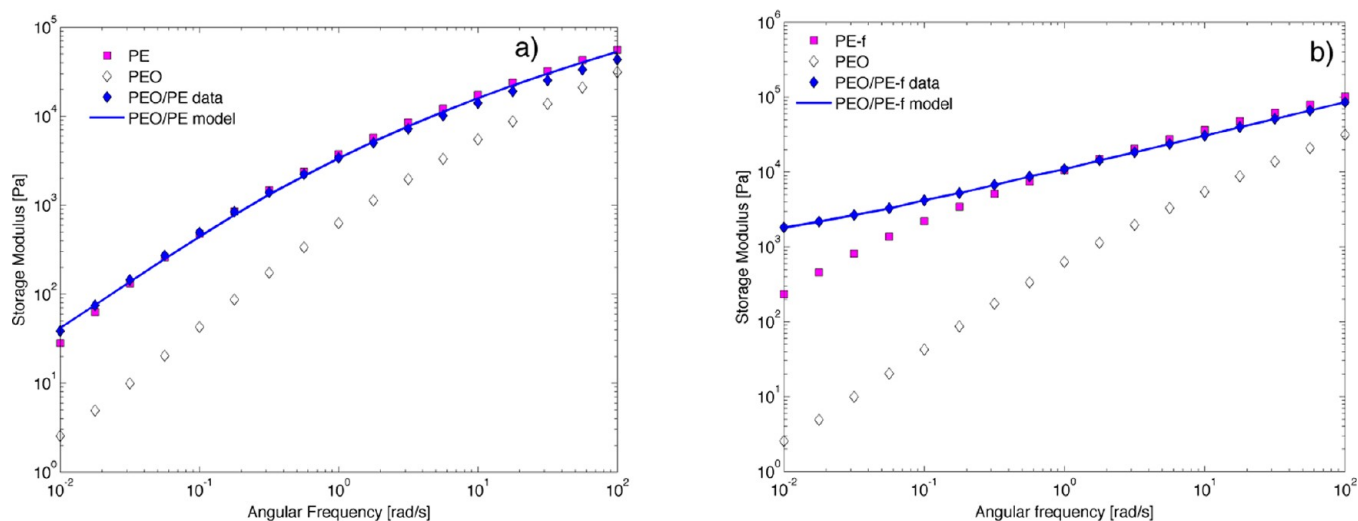 a)
PE
PEO
PEO/PE data
PEO/PE model
Storage Modulus [Pa]
10^5
10^4
10^3
10^2
10^1
10^0
10^-2
10^-1
10^0
10^1
10^2
Angular Frequency [rad/s]
b)
PE-f
PEO
PEO/PE-f data
PEO/PE-f model
Storage Modulus [Pa]
10^6
10^5
10^4
10^3
10^2
10^1
10^0
10^-2
10^-1
10^0
10^1
10^2
Angular frequency [rad/s]